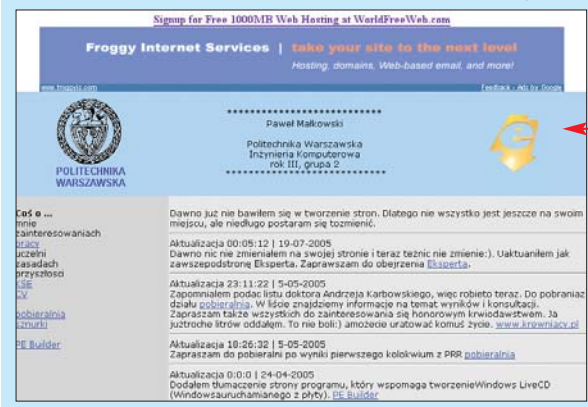 Signup for Free 1000MB Web Hosting at WorldFreeWeb.com
Froggy Internet Services | take your site to the next level
Hosting, domains, Web-based email, and more!
Feedback - Ads by Google
********************
Paweł Małkowski
Politechnika Warszawska
Inżynieria Komputerowa
rok III, grupa 2
********************
POLITECHNIKA
WARSZAWSKA
Coś o ...
mnie
zainteresowaniach
pracy
uczelni
zasadach
przyszłosci
KSE
CV
pobieralnia
sznurki
PE Builder
Dawno juz nie bawiłem się w tworzenie stron. Dlatego nie wszystko jest jeszcze na swoim
miejscu, ale niedługo postaram się tozmienić.
Aktualizacja 00:05:12 | 19-07-2005
Dawno nic nie zmieniałem na swojej stronie i teraz teżnic nie zmienie:). Uaktuaniłem jak
zawszepodstronę Eksperta. Zapraszam do obejrzenia Eksperta.
Aktualizacja 23:11:22 | 5-05-2005
Zapomniałem podac listu doktora Andrzeja Karbowskiego, więc robieto teraz. Do pobraniaz
działu pobieralnia. W liście znajdziemy informacje na temat wyników i konsultacji.
Zapraszam także wszystkich do zainteresowania się honorowym krwiodawstwem. Ja
jużtroche litrów oddałem. To nie boli:) amożecie uratować komuś życie. www.krewniacy.pl
Aktualizacja 18:26:32 | 5-05-2005
Zapraszam do pobieralni po wyniki pierwszego kolokwium z PRR pobieralnia
Aktualizacja 0:0:0 | 24-04-2005
Dodałem tłumaczenie strony programu, który wspomaga tworzenieWindows LiveCD
(Windowsauruchamianego z płyty). PE Builder